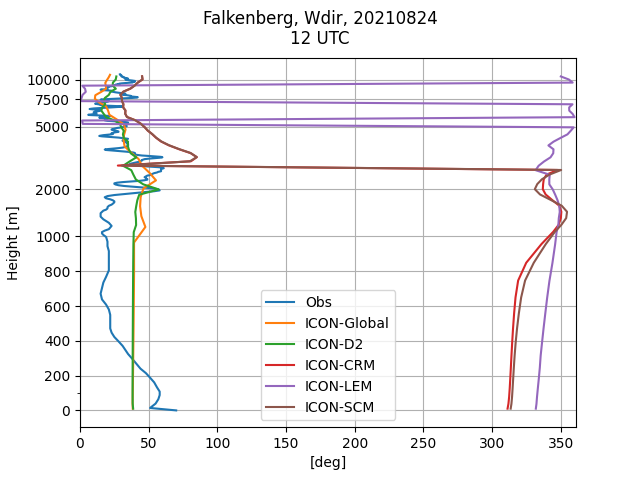 Falkenberg, Wdir, 20210824
12 UTC
10000
7500
5000
2000
1000
800
600
400
200
0
Height [m]
Obs
ICON-Global
ICON-D2
ICON-CRM
ICON-LEM
ICON-SCM
0 50 100 150 200 250 300 350
[deg]